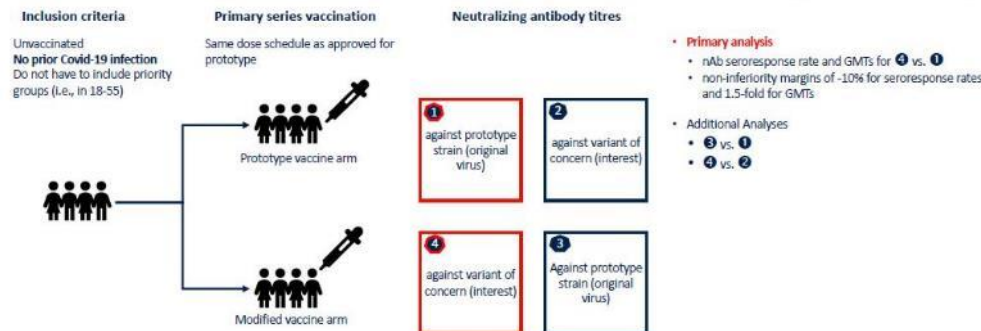 Inclusion criteria
Unvaccinated
No prior Covid-19 infection
Do not have to include priority
groups (i.e., in 18-55)
Primary series vaccination
Same dose schedule as approved for
prototype
Prototype vaccine arm
Modified vaccine arm
Neutralizing antibody titres
1
against prototype
strain (original
virus)
2
against variant of
concern (interest)
4
against variant of
concern (interest)
3
Against prototype
strain (original
virus)
• Primary analysis
• nAb seroresponse rate and GMTs for 4 vs. 1
• non-inferiority margins of -10% for seroresponse rates
and 1.5-fold for GMTs
• Additional Analyses
• 3 vs. 1
• 4 vs. 2